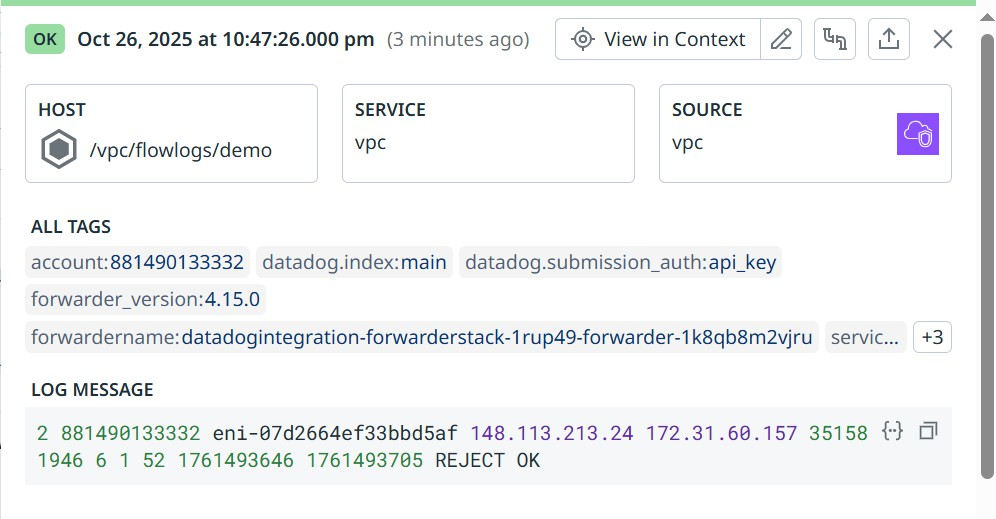 OK Oct 26, 2025 at 10:47:26.000 pm (3 minutes ago) View in Context
HOST
/vpc/flowlogs/demo
SERVICE
vpc
SOURCE
vpc
ALL TAGS
account:881490133332 datadog.index:main datadog.submission_auth:api_key
forwarder_version:4.15.0
forwardername:datadogintegration-forwarderstack-1rup49-forwarder-1k8qb8m2vjru servic... +3
LOG MESSAGE
2 881490133332 eni-07d2664ef33bbd5af 148.113.213.24 172.31.60.157 35158
1946 6 1 52 1761493646 1761493705 REJECT OK